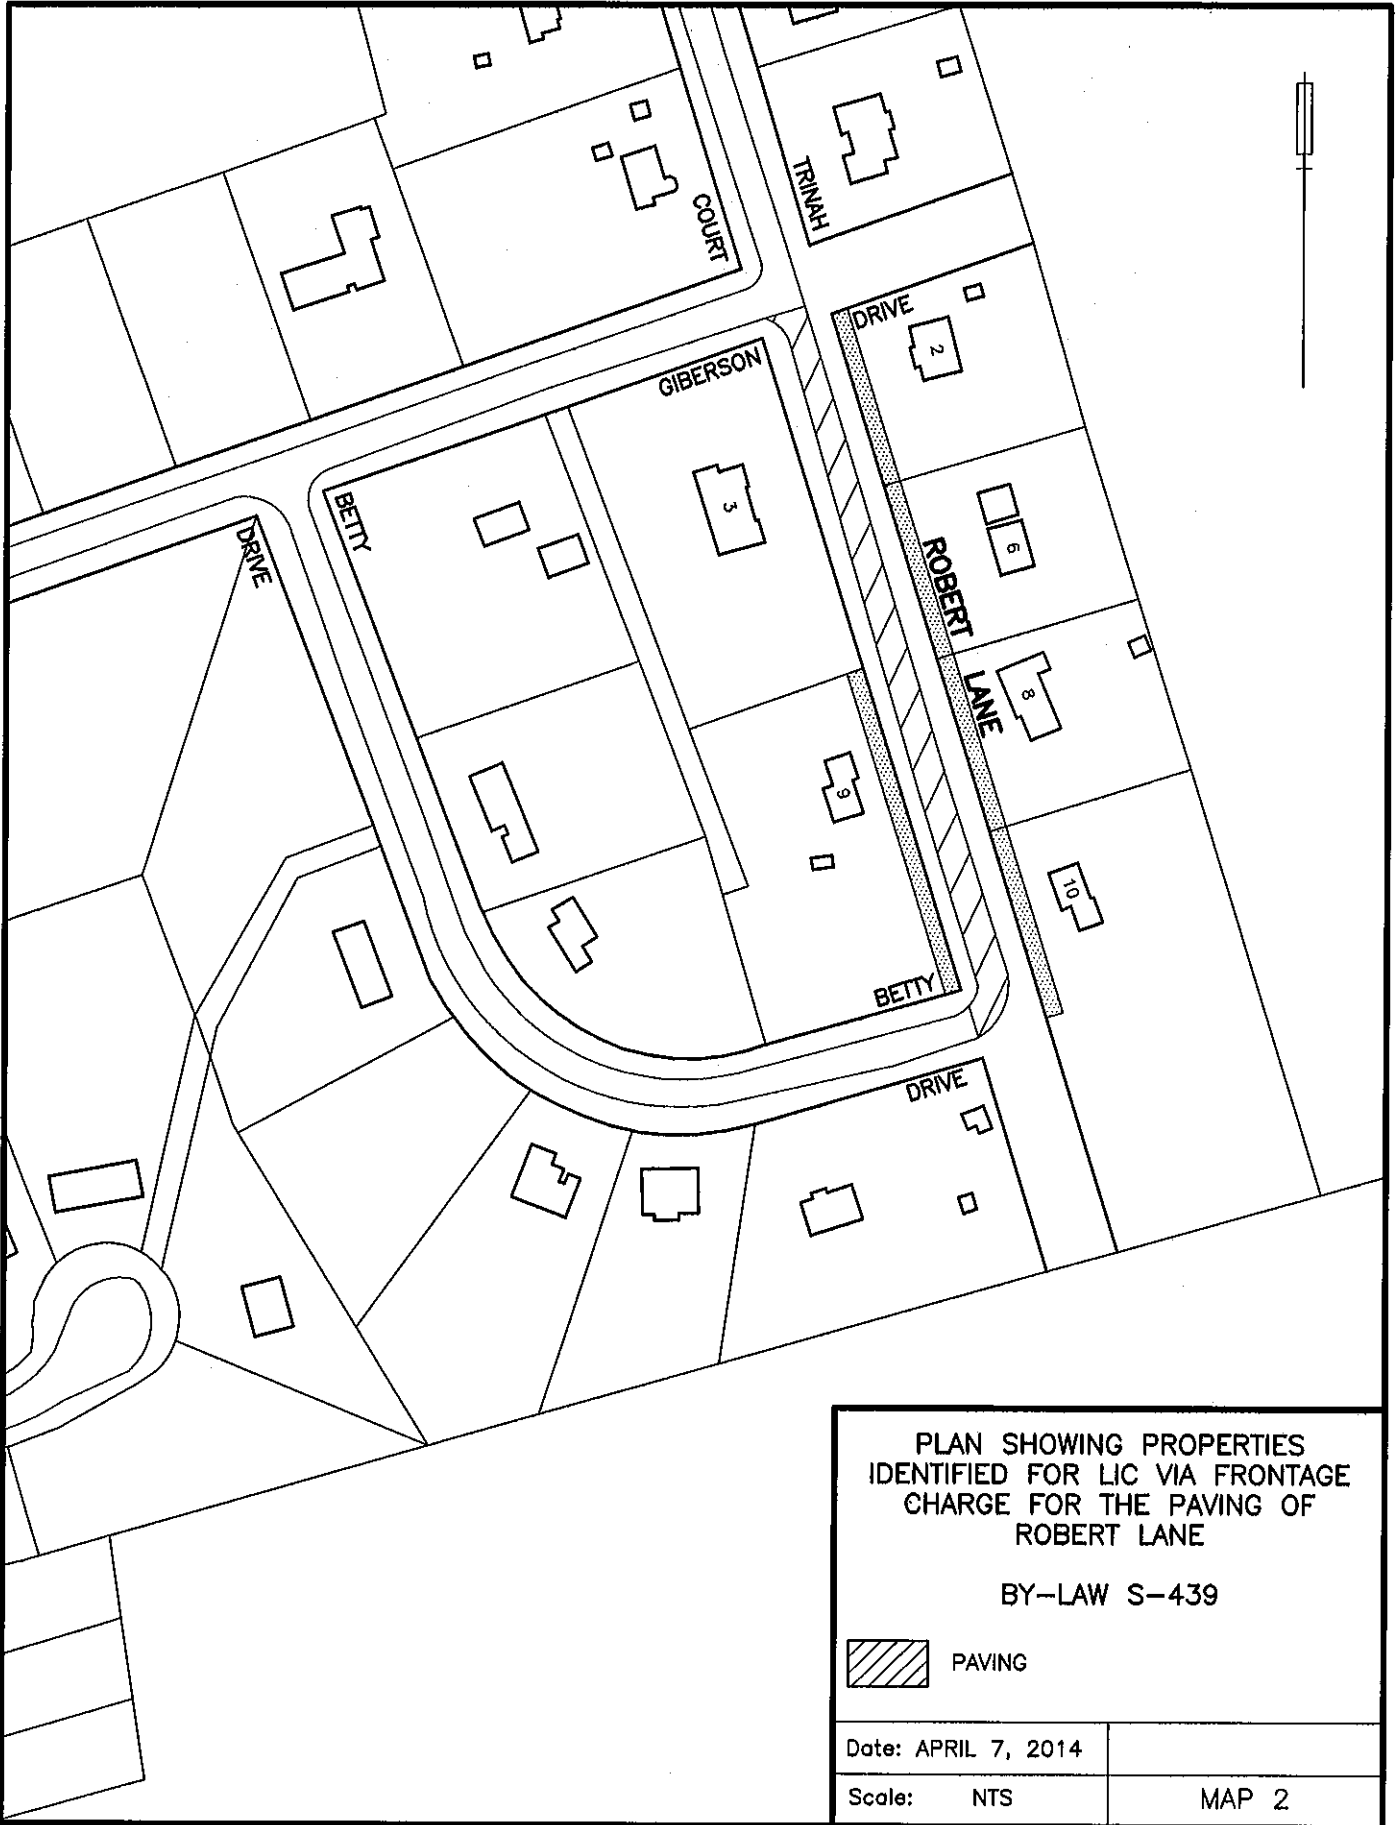 TRINAH
COURT
DRIVE
GIBERSON
2
BETTY
3
DRIVE
6
ROBERT
LANE
8
9
10
BETTY
DRIVE
PLAN SHOWING PROPERTIES
IDENTIFIED FOR LIC VIA FRONTAGE
CHARGE FOR THE PAVING OF
ROBERT LANE
BY-LAW S-439
PAVING
Date: APRIL 7, 2014
Scale: NTS
MAP 2